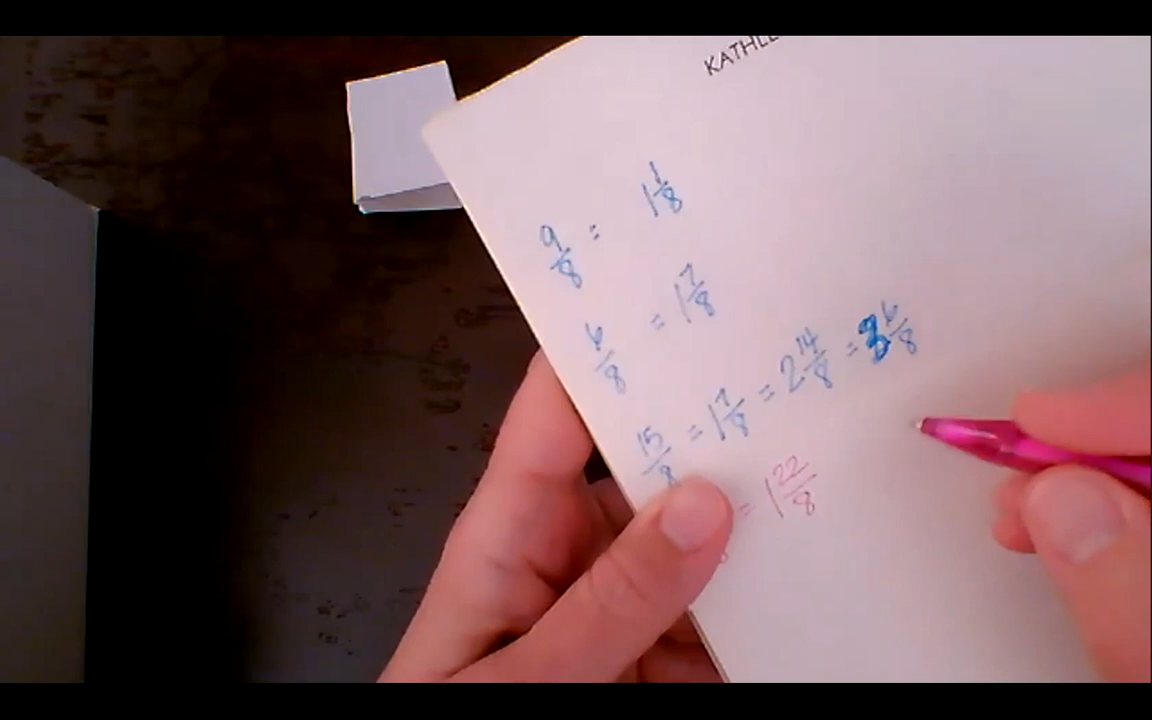 KATHLE
9/8 = 1 1/8
6/8 = 1 7/8
15/8 = 1 7/8 = 2 14/8 = 3 6/8
= 1 22/8